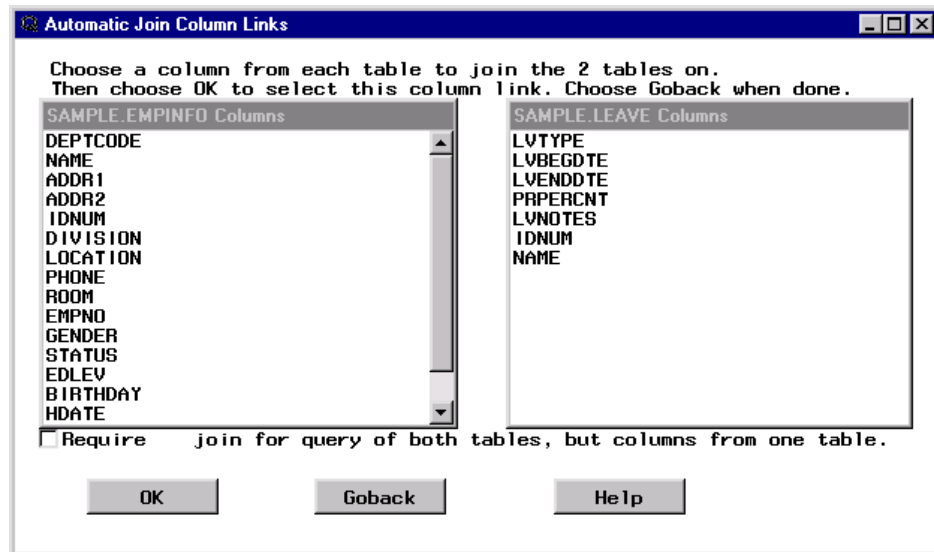 Automatic Join Column Links
Choose a column from each table to join the 2 tables on.
Then choose OK to select this column link. Choose Goback when done.
SAMPLE.EMPINFO Columns
DEPTCODE
NAME
ADDR1
ADDR2
IDNUM
DIVISION
LOCATION
PHONE
ROOM
EMPNO
GENDER
STATUS
EDLEV
BIRTHDAY
HDATE
SAMPLE.LEAVE Columns
LVTYPE
LVBEGDTE
LVENDDTE
PRPERCNT
LVNOTES
IDNUM
NAME
Require join for query of both tables, but columns from one table.
OK Goback Help